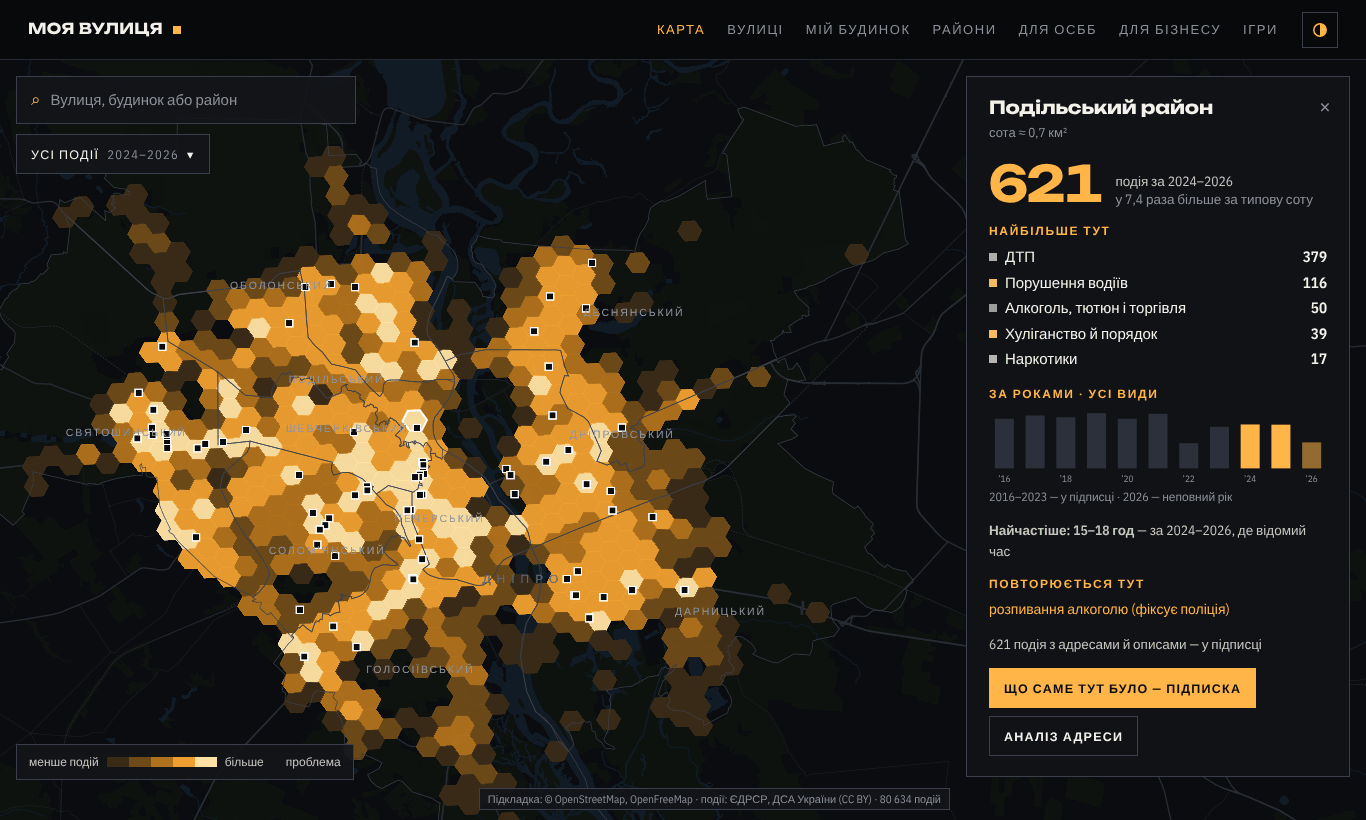 МОЯ ВУЛИЦЯ
КАРТА ВУЛИЦІ МІЙ БУДИНОК РАЙОНИ ДЛЯ ОСББ ДЛЯ БІЗНЕСУ ІГРИ
Вулиця, будинок або район
УСІ ПОДІЇ 2024–2026 ▾
ОБОЛОНСЬКИЙ
ДЕСНЯНСЬКИЙ
ПОДІЛЬСЬКИЙ
СВЯТОШИНСЬКИЙ
ШЕВЧЕНКІВСЬКИЙ
ДНІПРОВСЬКИЙ
ПЕЧЕРСЬКИЙ
СОЛОМ'ЯНСЬКИЙ
ДНІПРО
ДАРНИЦЬКИЙ
ГОЛОСІЇВСЬКИЙ
менше подій більше проблема
Підкладка: © OpenStreetMap, OpenFreeMap · події: ЄДРСР, ДСА України (CC BY) · 80 634 подій
Подільський район ×
сота ≈ 0,7 км²
621 подія за 2024–2026
у 7,4 раза більше за типову соту
НАЙБІЛЬШЕ ТУТ
ДТП 379
Порушення водіїв 116
Алкоголь, тютюн і торгівля 50
Хуліганство й порядок 39
Наркотики 17
ЗА РОКАМИ · УСІ ВИДИ
'16 '18 '20 '22 '24 '26
2016–2023 — у підписці · 2026 — неповний рік
Найчастіше: 15–18 год — за 2024–2026, де відомий
час
ПОВТОРЮЄТЬСЯ ТУТ
розпивання алкоголю (фіксує поліція)
621 подія з адресами й описами — у підписці
ЩО САМЕ ТУТ БУЛО — ПІДПИСКА
АНАЛІЗ АДРЕСИ